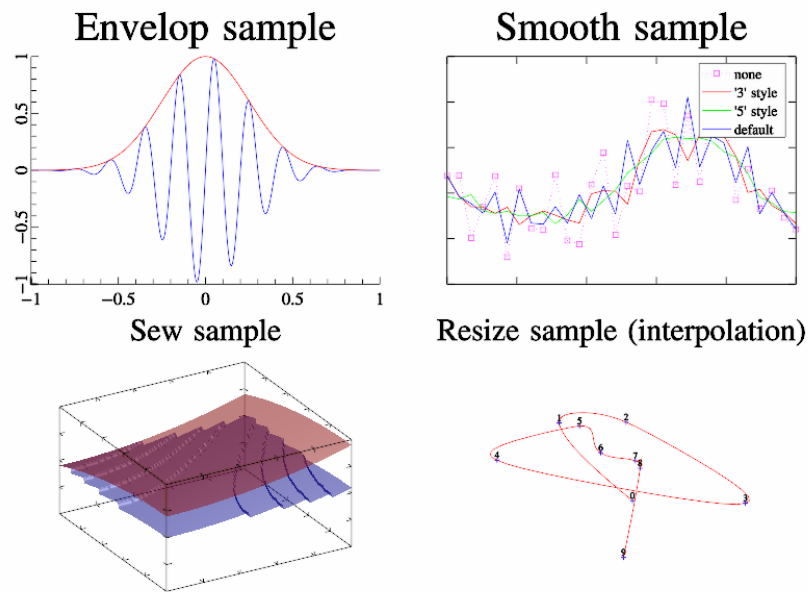 Envelop sample
Smooth sample
1
0.5
0
−0.5
−1
−1 −0.5 0 0.5 1
none
'3' style
'5' style
default
Sew sample
Resize sample (interpolation)
1 5 2
6
4 7
8
0 3
9